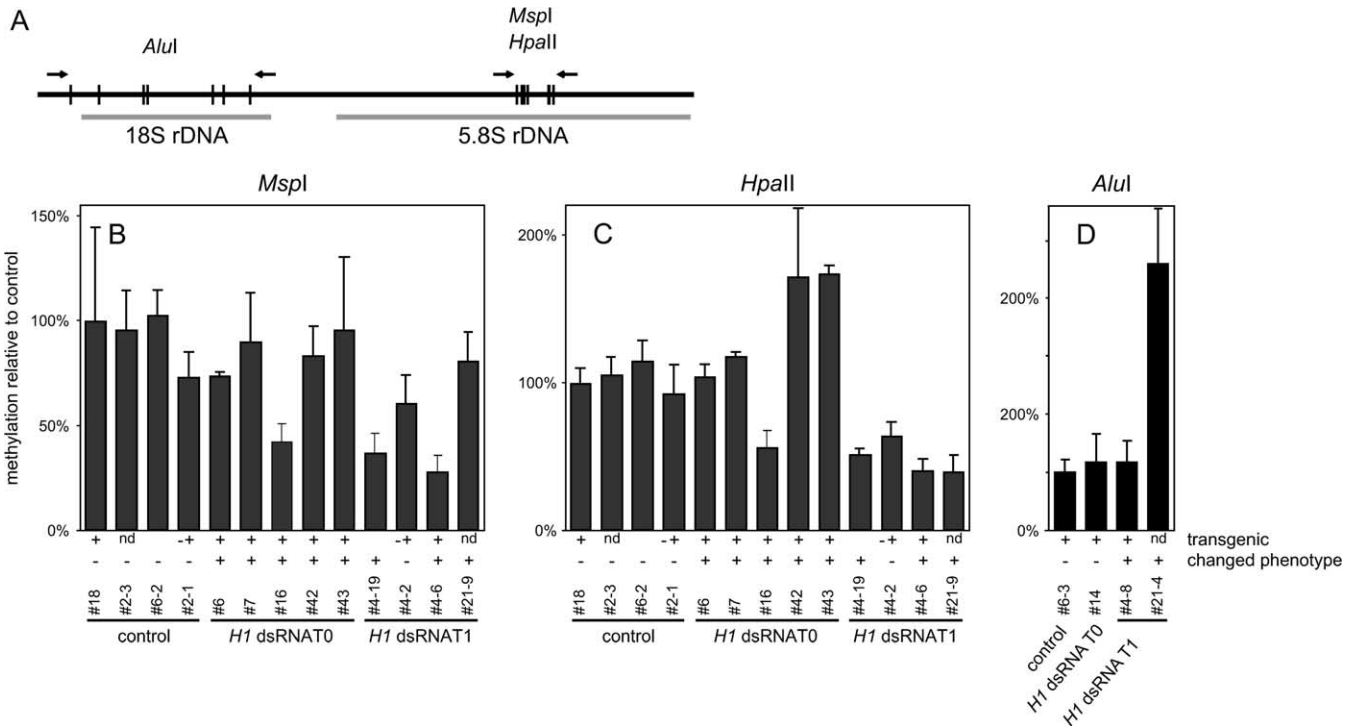 A
AluI
MspI
HpaII
18S rDNA
5.8S rDNA
MspI
HpaII
AluI
methylation relative to control
150%
100%
50%
0%
B
+ nd -+ + + + + + + -+ + nd
- - - - + + + + + + - + +
#18 #2-3 #6-2 #2-1 #6 #7 #16 #42 #43 #4-19 #4-2 #4-6 #21-9
control H1 dsRNAT0 H1 dsRNAT1
200%
100%
0%
C
+ nd -+ + + + + + + -+ + nd
- - - - + + + + + + - + +
#18 #2-3 #6-2 #2-1 #6 #7 #16 #42 #43 #4-19 #4-2 #4-6 #21-9
control H1 dsRNAT0 H1 dsRNAT1
200%
200%
0%
D
+ + + nd transgenic
- - + + changed phenotype
#6-3 #14 #4-8 #21-4
control
H1 dsRNA T0
H1 dsRNA T1